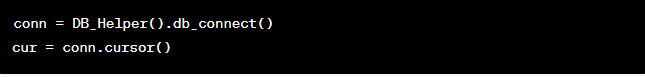 conn = DB_Helper().db_connect()
cur = conn.cursor()